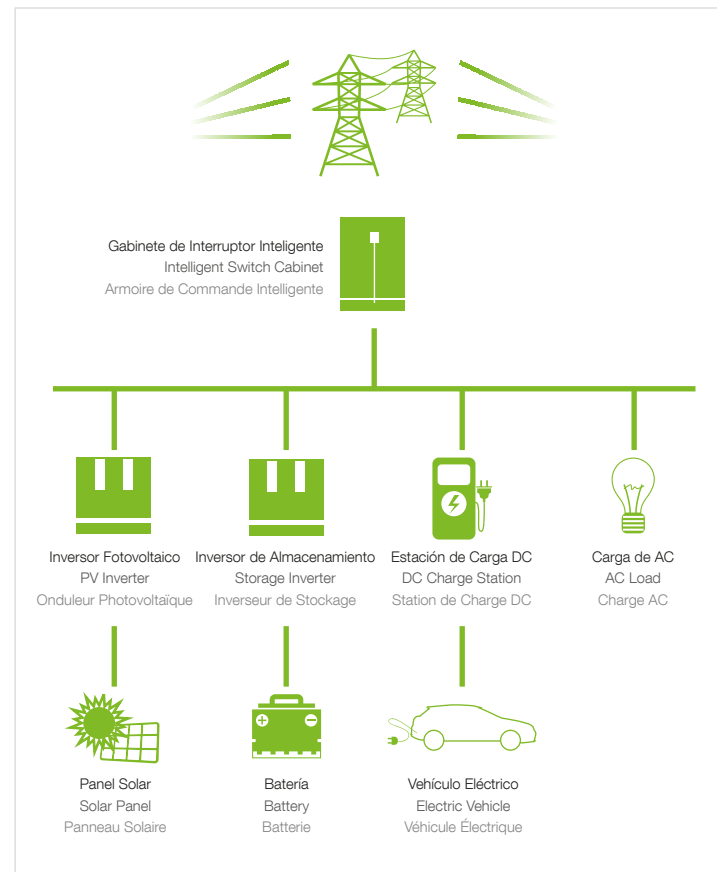 Gabinete de Interruptor Inteligente
Intelligent Switch Cabinet
Armoire de Commande Intelligente
Inversor Fotovoltaico
PV Inverter
Onduleur Photovoltaïque
Inversor de Almacenamiento
Storage Inverter
Inverseur de Stockage
Estación de Carga DC
DC Charge Station
Station de Charge DC
Carga de AC
AC Load
Charge AC
Panel Solar
Solar Panel
Panneau Solaire
Batería
Battery
Batterie
Vehículo Eléctrico
Electric Vehicle
Véhicule Électrique